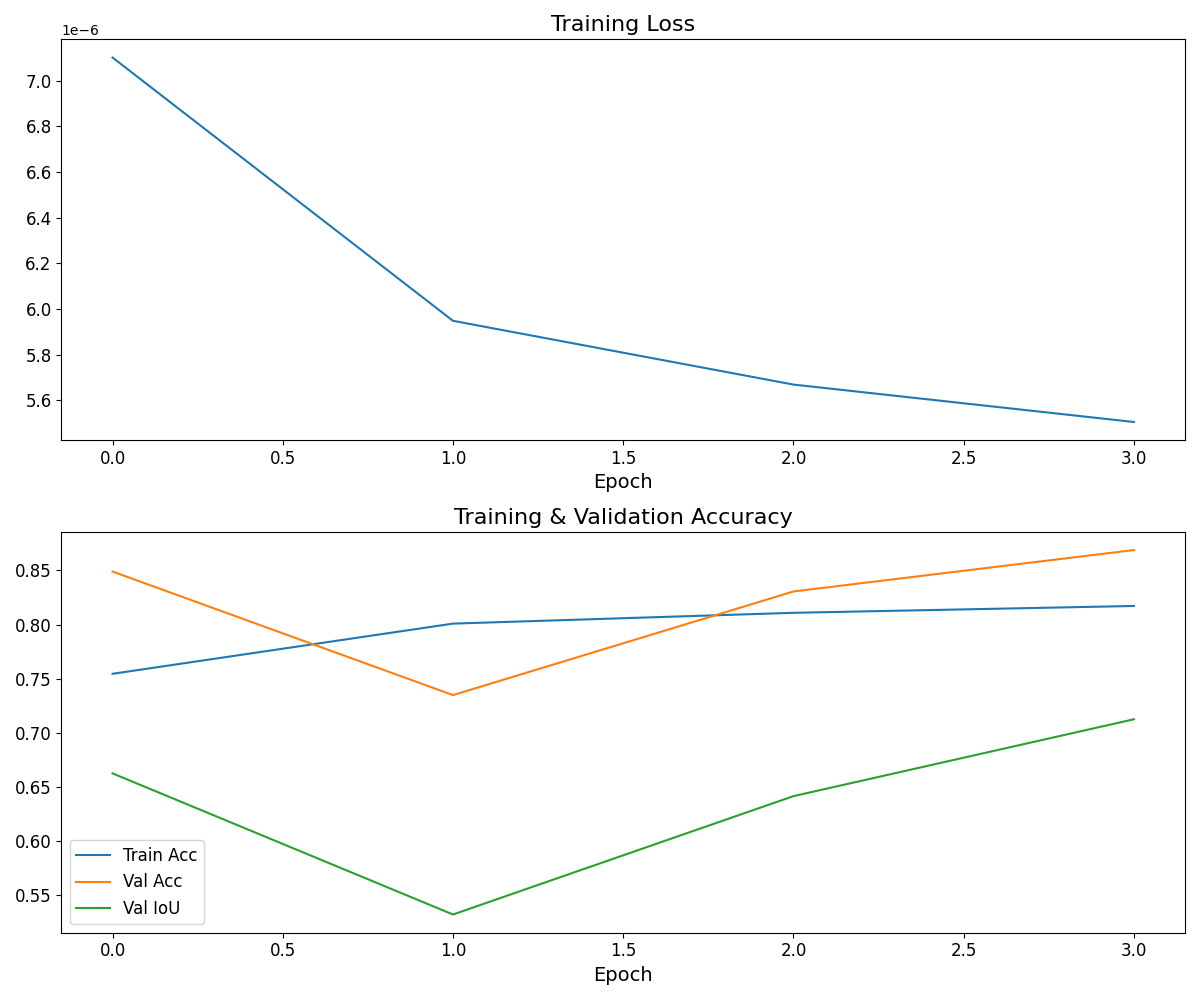 Training Loss
1e−6
7.0
6.8
6.6
6.4
6.2
6.0
5.8
5.6
0.0 0.5 1.0 1.5 2.0 2.5 3.0
Epoch
Training & Validation Accuracy
0.85
0.80
0.75
0.70
0.65
0.60
0.55
Train Acc
Val Acc
Val IoU
0.0 0.5 1.0 1.5 2.0 2.5 3.0
Epoch